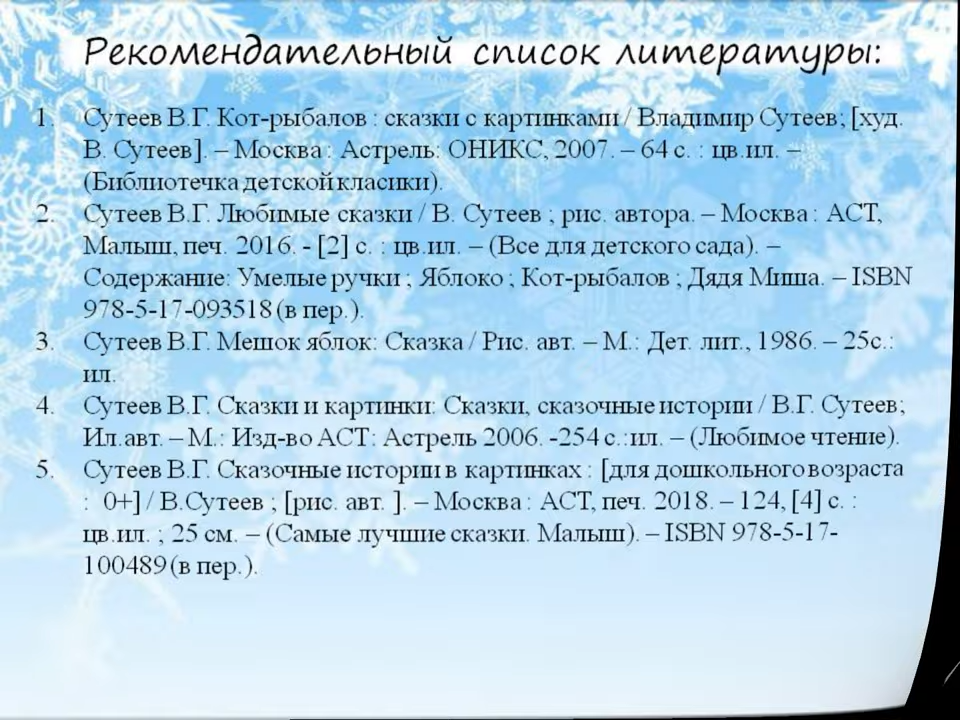 Рекомендательный список литературы:
1. Сутеев В.Г. Кот-рыбалов : сказки с картинками / Владимир Сутеев; [худ.
В. Сутеев]. – Москва : Астрель: ОНИКС, 2007. – 64 с. : цв.ил. –
(Библиотечка детской класики).
2. Сутеев В.Г. Любимые сказки / В. Сутеев ; рис. автора. – Москва : АСТ,
Малыш, печ. 2016. - [2] с. : цв.ил. – (Все для детского сада). –
Содержание: Умелые ручки ; Яблоко ; Кот-рыбалов ; Дядя Миша. – ISBN
978-5-17-093518 (в пер.).
3. Сутеев В.Г. Мешок яблок: Сказка / Рис. авт. – М.: Дет. лит., 1986. – 25с.:
ил.
4. Сутеев В.Г. Сказки и картинки: Сказки, сказочные истории / В.Г. Сутеев;
Ил.авт. – М.: Изд-во АСТ: Астрель 2006. -254 с.:ил. – (Любимое чтение).
5. Сутеев В.Г. Сказочные истории в картинках : [для дошкольного возраста
: 0+] / В.Сутеев ; [рис. авт. ]. – Москва : АСТ, печ. 2018. – 124, [4] с. :
цв.ил. ; 25 см. – (Самые лучшие сказки. Малыш). – ISBN 978-5-17-
100489 (в пер.).